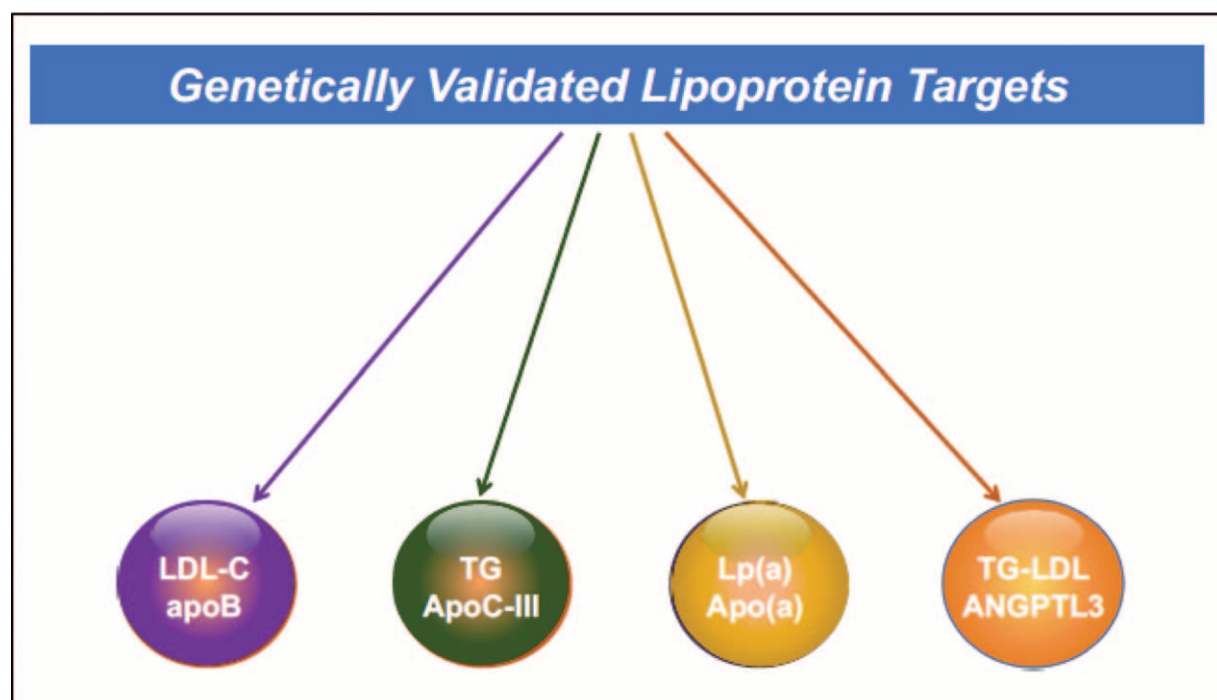 Genetically Validated Lipoprotein Targets
LDL-C
apoB
TG
ApoC-III
Lp(a)
Apo(a)
TG-LDL
ANGPTL3